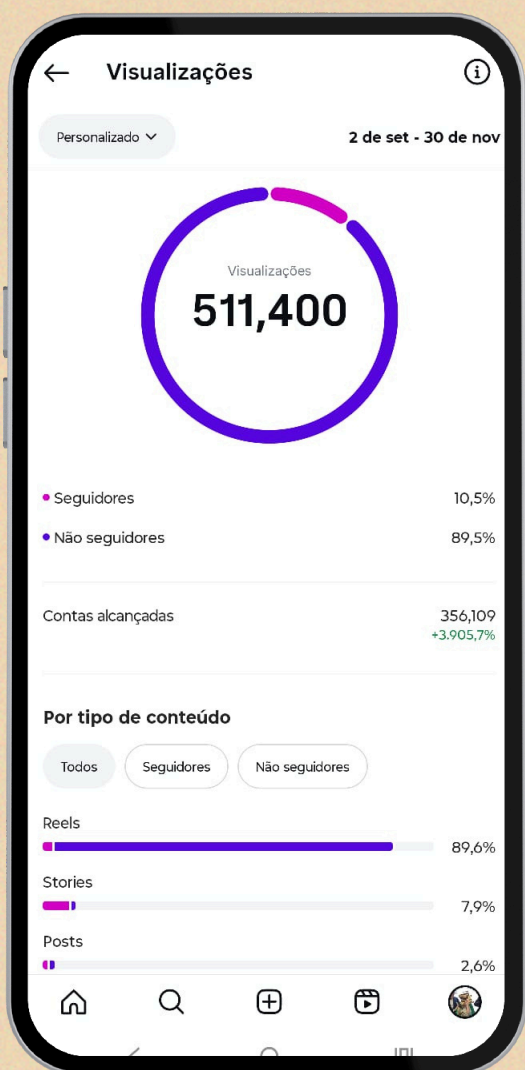 Visualizações
Personalizado
2 de set - 30 de nov
Visualizações
511,400
Seguidores
10,5%
Não seguidores
89,5%
Contas alcançadas
356,109
+3.905,7%
Por tipo de conteúdo
Todos
Seguidores
Não seguidores
Reels
89,6%
Stories
7,9%
Posts
2,6%